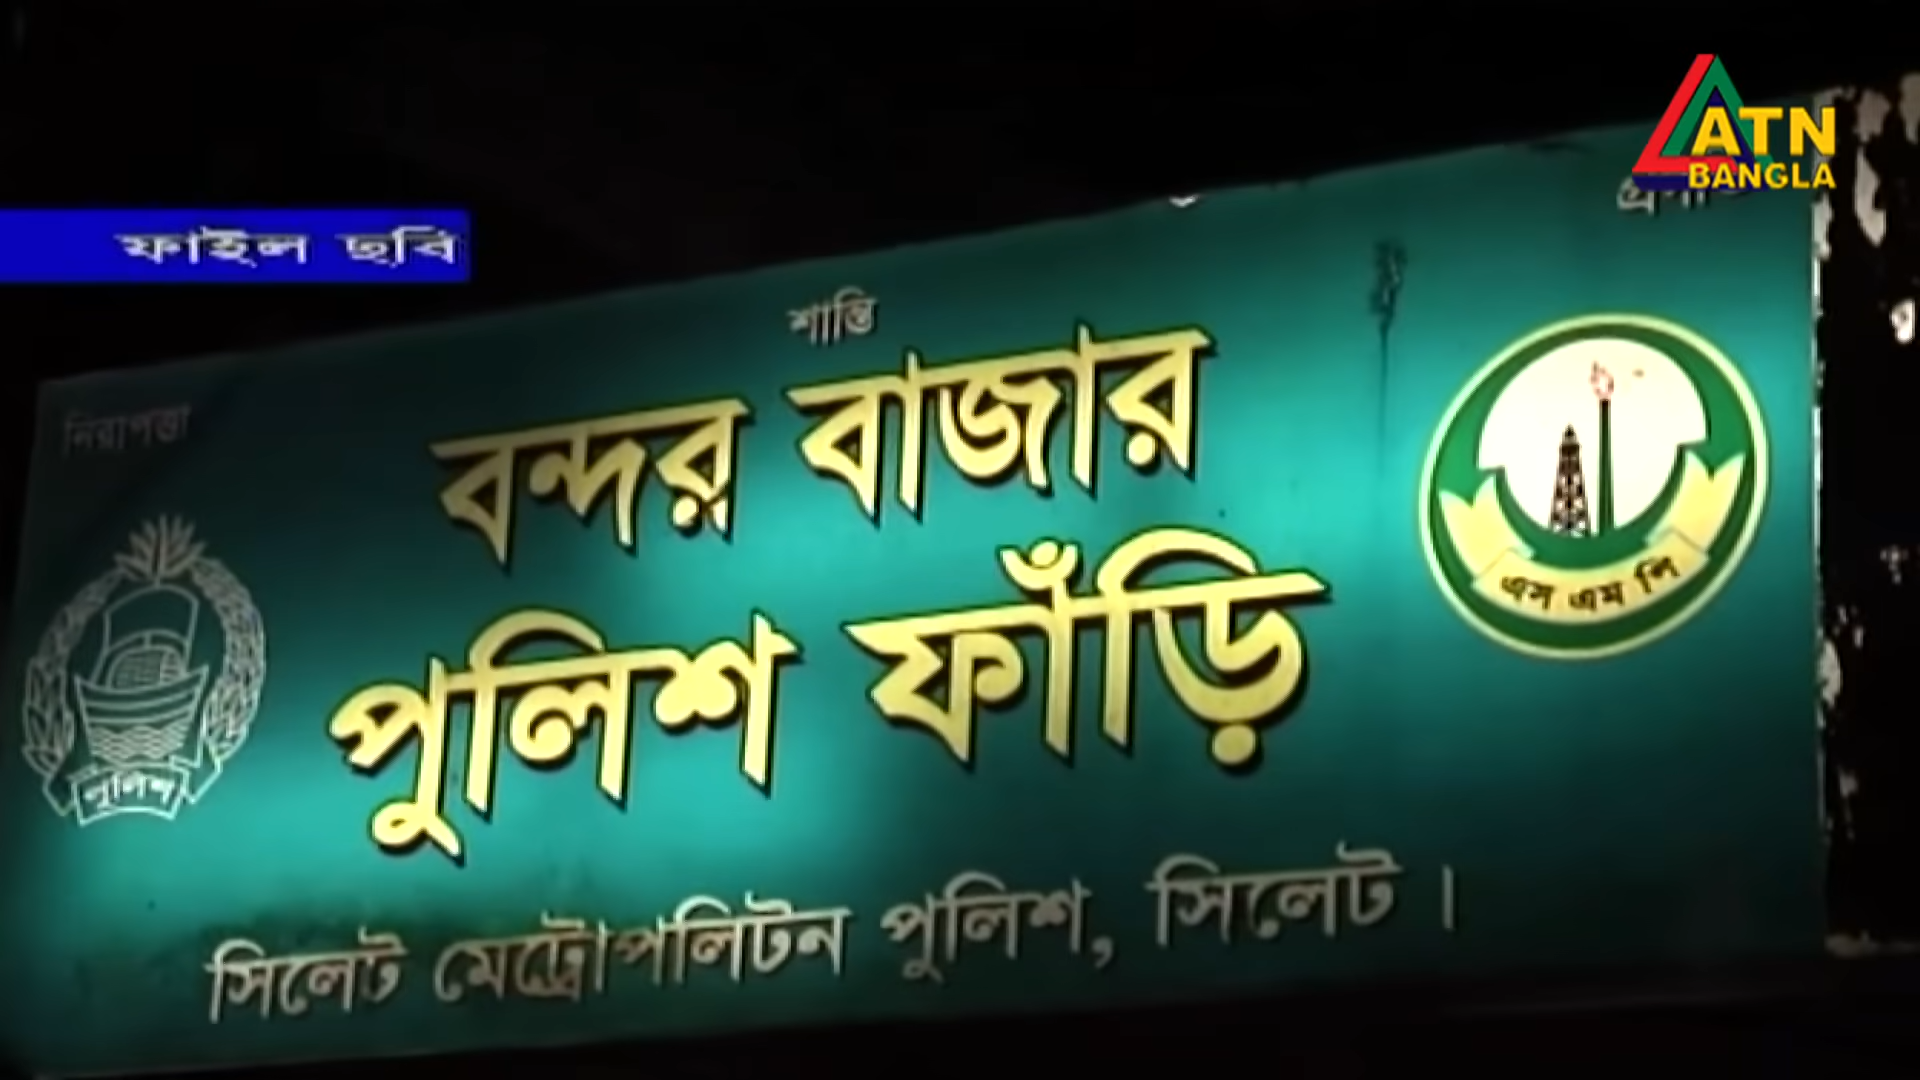 ATN
BANGLA
ফাইল ছবি
শান্তি
নিরাপত্তা
বন্দর বাজার
পুলিশ ফাঁড়ি
এস এম পি
পুলিশ
সিলেট মেট্রোপলিটন পুলিশ, সিলেট।